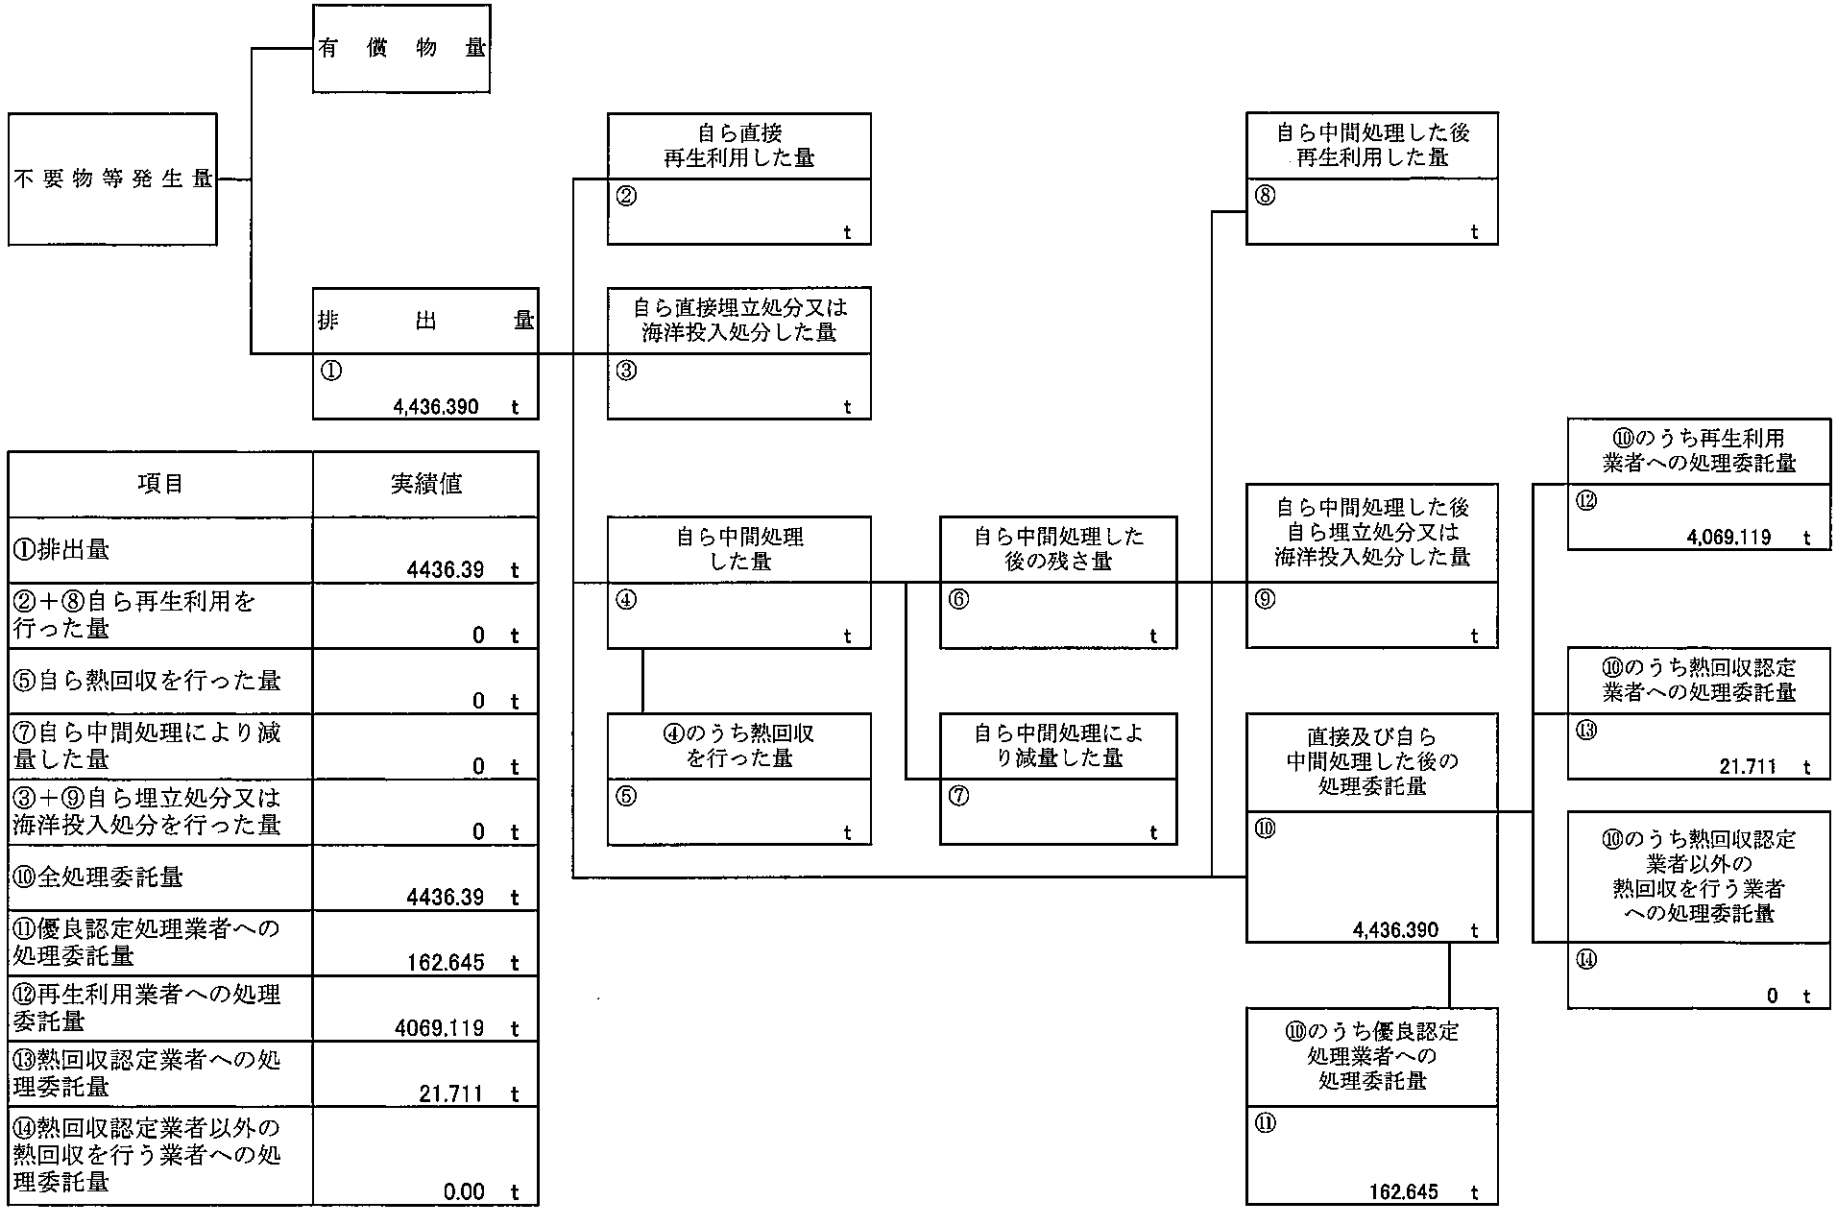 有償物量
不要物等発生量
排出量
①
4,436.390 t
自ら直接
再生利用した量
②
t
自ら直接埋立処分又は
海洋投入処分した量
③
t
自ら中間処理
した量
④
t
④のうち熱回収
を行った量
⑤
t
自ら中間処理した
後の残さ量
⑥
t
自ら中間処理によ
り減量した量
⑦
t
自ら中間処理した後
再生利用した量
⑧
t
自ら中間処理した後
自ら埋立処分又は
海洋投入処分した量
⑨
t
直接及び自ら
中間処理した後の
処理委託量
⑩
4,436.390 t
⑩のうち優良認定
処理業者への
処理委託量
⑪
162.645 t
⑩のうち再生利用
業者への処理委託量
⑫
4,069.119 t
⑩のうち熱回収認定
業者への処理委託量
⑬
21.711 t
⑩のうち熱回収認定
業者以外の
熱回収を行う業者
への処理委託量
⑭
0 t
項目 実績値
①排出量
4436.39 t
②+⑧自ら再生利用を
行った量
0 t
⑤自ら熱回収を行った量
0 t
⑦自ら中間処理により減
量した量
0 t
③+⑨自ら埋立処分又は
海洋投入処分を行った量
0 t
⑩全処理委託量
4436.39 t
⑪優良認定処理業者への
処理委託量
162.645 t
⑫再生利用業者への処理
委託量
4069.119 t
⑬熱回収認定業者への処
理委託量
21.711 t
⑭熱回収認定業者以外の
熱回収を行う業者への処
理委託量
0.00 t